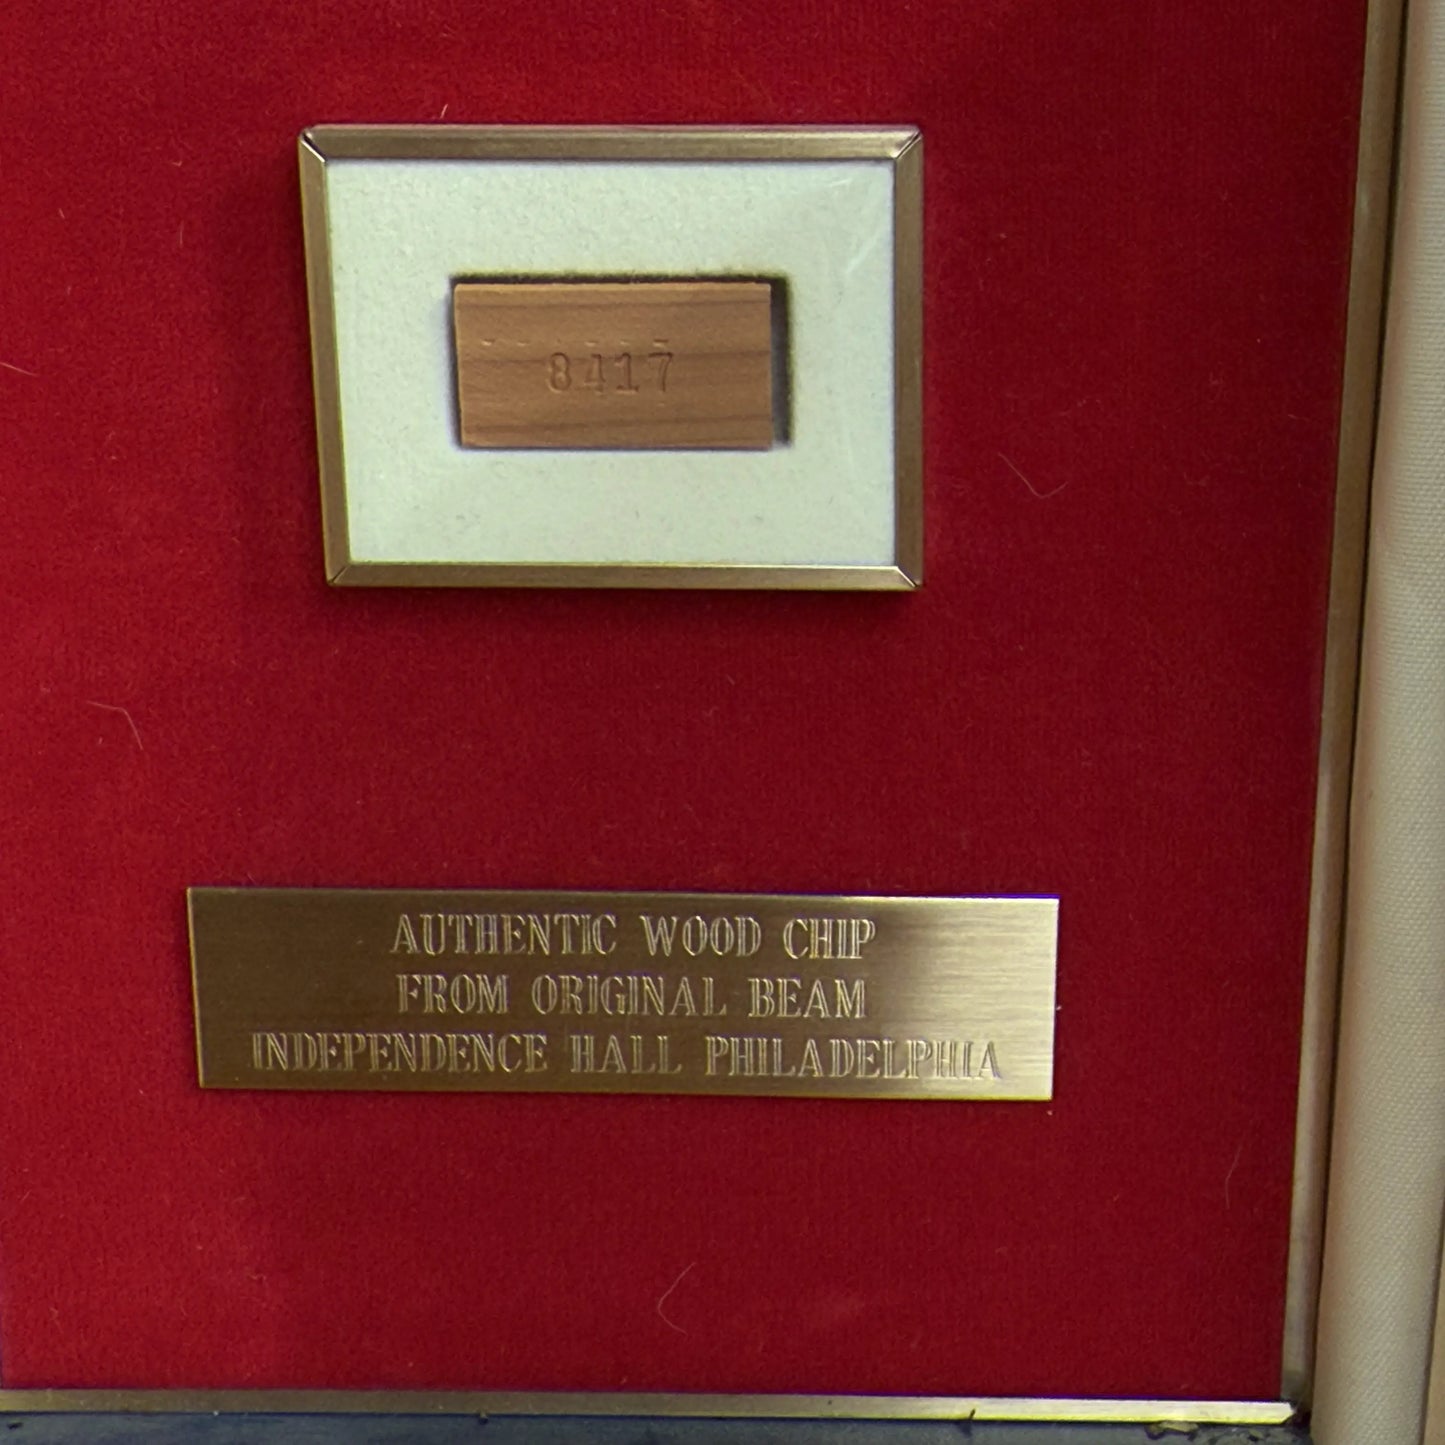 8417
AUTHENTIC WOOD CHIP
FROM ORIGINAL BEAM
INDEPENDENCE HALL PHILADELPHIA